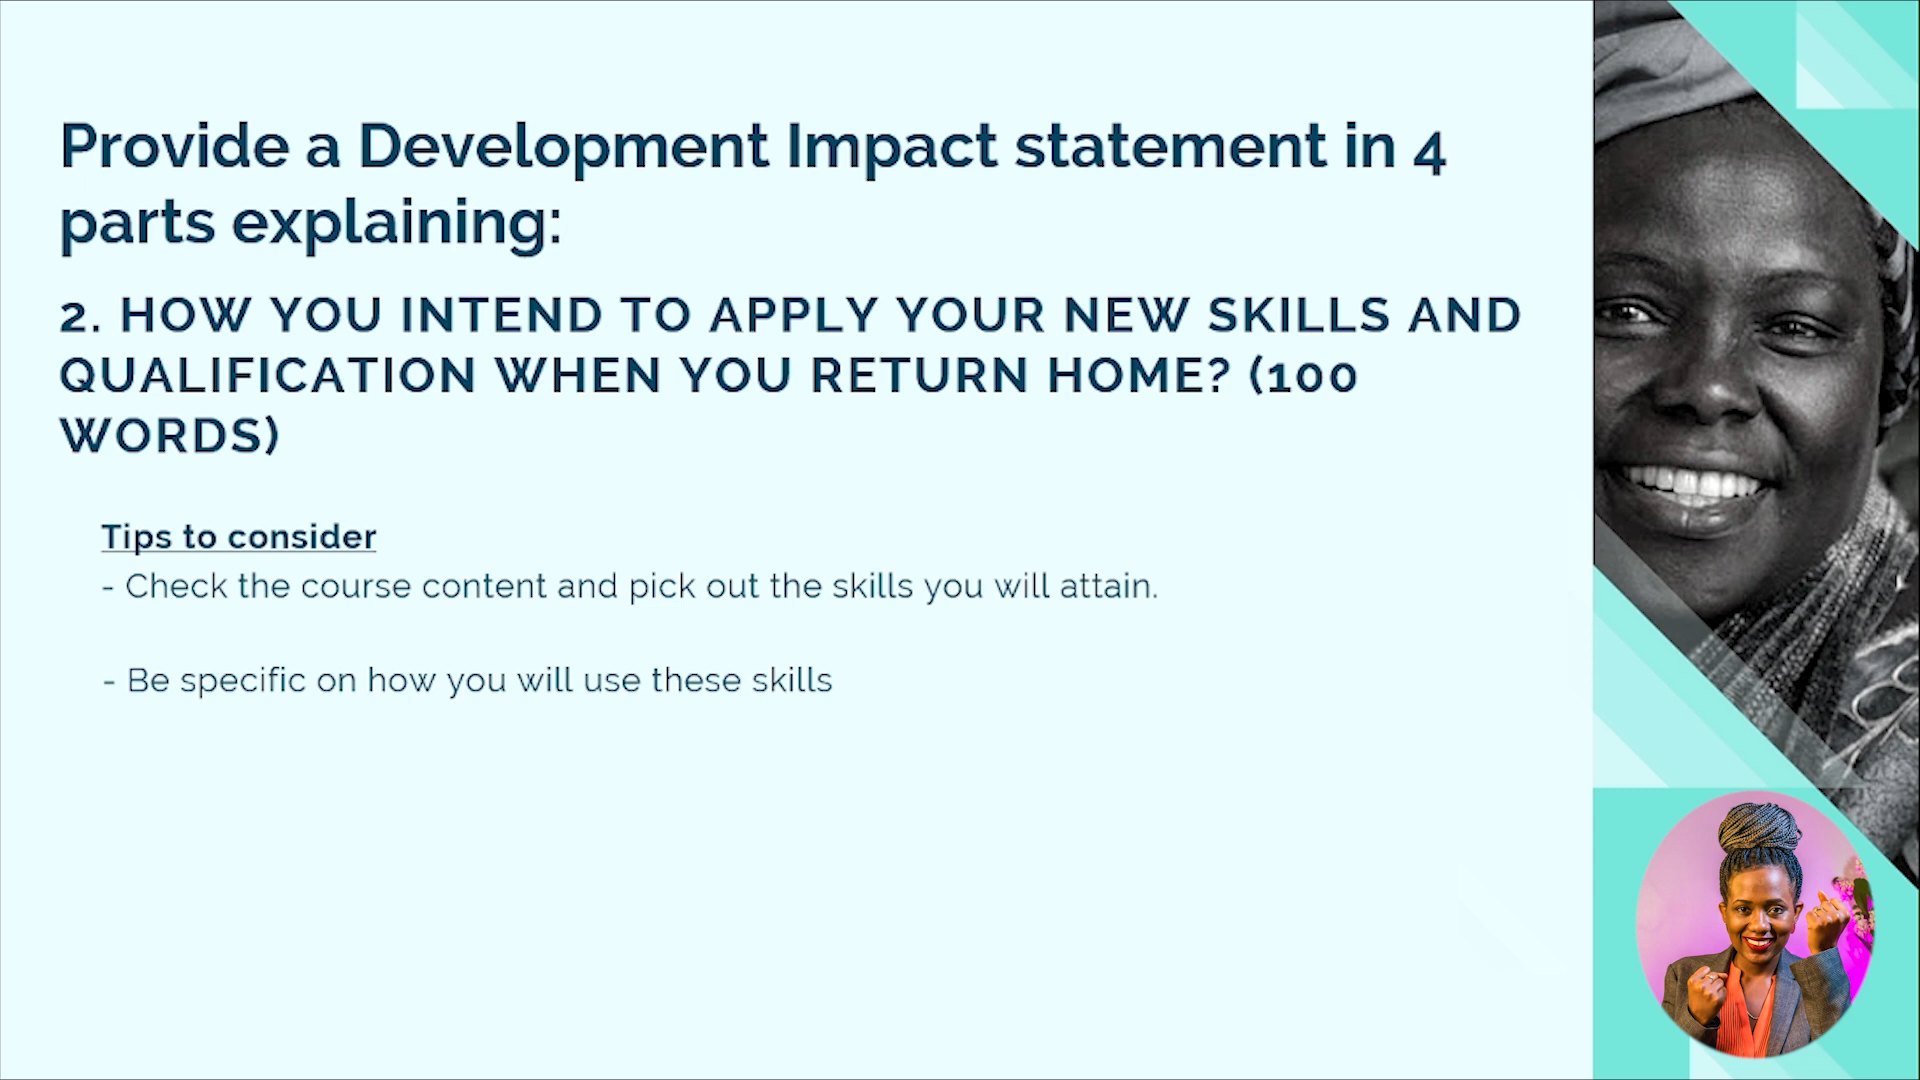 Provide a Development Impact statement in 4
parts explaining:
2. HOW YOU INTEND TO APPLY YOUR NEW SKILLS AND
QUALIFICATION WHEN YOU RETURN HOME? (100
WORDS)
Tips to consider
- Check the course content and pick out the skills you will attain.
- Be specific on how you will use these skills